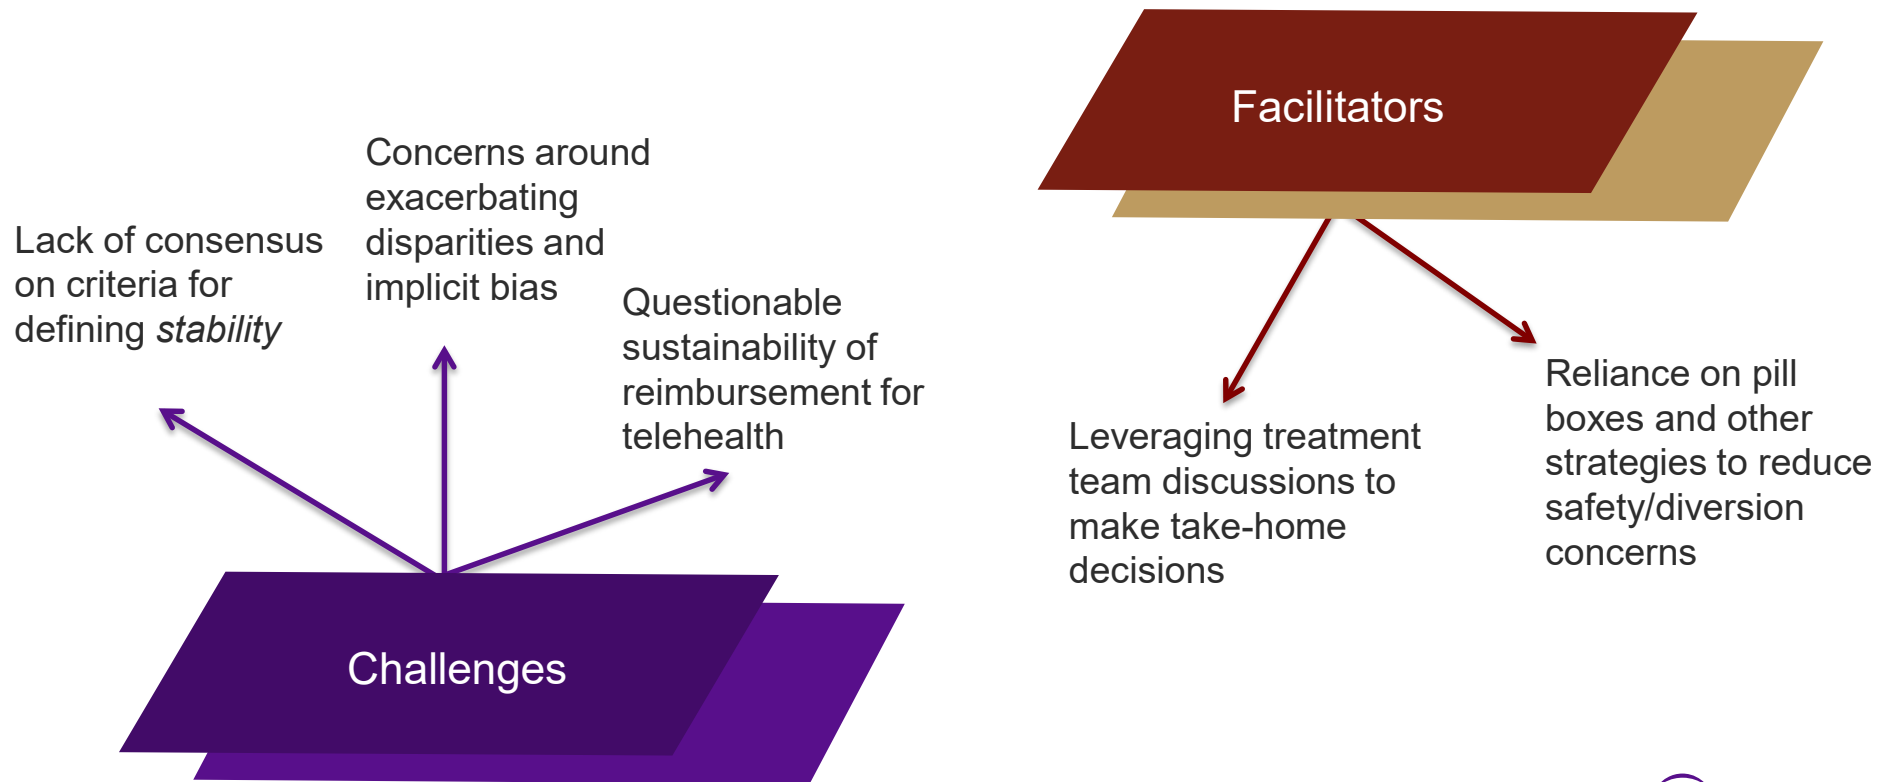 Lack of consensus
on criteria for
defining stability
Concerns around
exacerbating
disparities and
implicit bias
Questionable
sustainability of
reimbursement for
telehealth
Challenges
Facilitators
Leveraging treatment
team discussions to
make take-home
decisions
Reliance on pill
boxes and other
strategies to reduce
safety/diversion
concerns